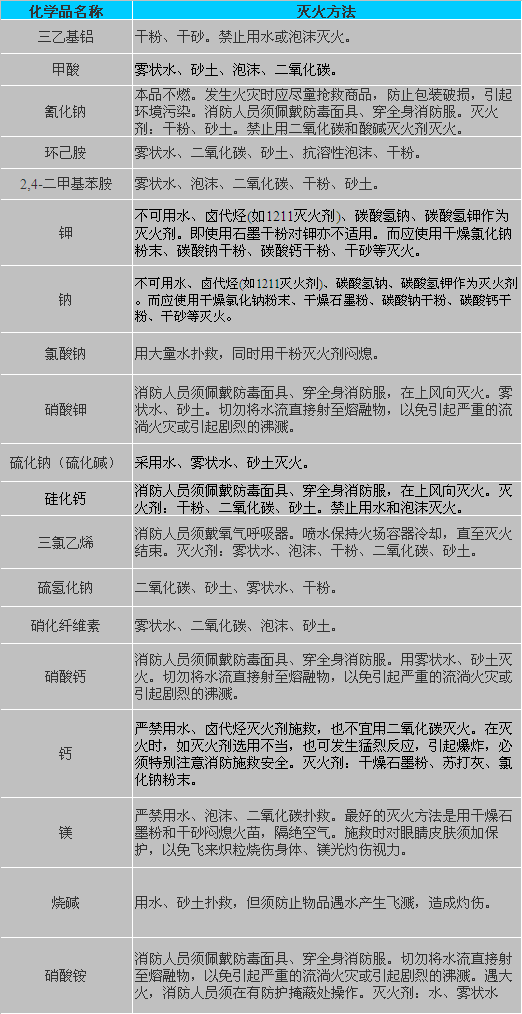 化学品名称 灭火方法
三乙基铝 干粉、干砂。禁止用水或泡沫灭火。
甲酸 雾状水、砂土、泡沫、二氧化碳。
氰化钠
本品不燃。发生火灾时应尽量抢救商品，防止包装破损，引起
环境污染。消防人员须佩戴防毒面具、穿全身消防服。灭火
剂：干粉、砂土。禁止用二氧化碳和酸碱灭火剂灭火。
环己胺 雾状水、二氧化碳、砂土、抗溶性泡沫、干粉。
2,4-二甲基苯胺 雾状水、泡沫、二氧化碳、干粉、砂土。
钾
不可用水、卤代烃(如1211灭火剂)、碳酸氢钠、碳酸氢钾作为
灭火剂。即使用石墨干粉对钾亦不适用。而应使用干燥氯化钠
粉末、碳酸钠干粉、碳酸钙干粉、干砂等灭火。
钠
不可用水、卤代烃(如1211灭火剂)、碳酸氢钠、碳酸氢钾作为灭火剂
。而应使用干燥氯化钠粉末、干燥石墨粉、碳酸钠干粉、碳酸钙干
粉、干砂等灭火。
氯酸钠 用大量水扑救，同时用干粉灭火剂闷熄。
硝酸钾
消防人员须佩戴防毒面具、穿全身消防服，在上风向灭火。雾
状水、砂土。切勿将水流直接射至熔融物，以免引起严重的流
淌火灾或引起剧烈的沸溅。
硫化钠（硫化碱） 采用水、雾状水、砂土灭火。
硅化钙
消防人员须佩戴防毒面具、穿全身消防服，在上风向灭火。灭
火剂：干粉、二氧化碳、砂土。禁止用水和泡沫灭火。
三氯乙烯
消防人员须戴氧气呼吸器。喷水保持火场容器冷却，直至灭火
结束。灭火剂：雾状水、泡沫、干粉、二氧化碳、砂土。
硫氢化钠 二氧化碳、砂土、雾状水、干粉。
硝化纤维素 雾状水、二氧化碳、泡沫、砂土。
硝酸钙
消防人员须佩戴防毒面具、穿全身消防服。用雾状水、砂土灭
火。切勿将水流直接射至熔融物，以免引起严重的流淌火灾或
引起剧烈的沸溅。
钙
严禁用水、卤代烃灭火剂施救，也不宜用二氧化碳灭火。在灭
火时，如灭火剂选用不当，也可发生猛烈反应，引起爆炸，必
须特别注意消防施救安全。灭火剂：干燥石墨粉、苏打灰、氯
化钠粉末。
镁
严禁用水、泡沫、二氧化碳扑救。最好的灭火方法是用干燥石
墨粉和干砂闷熄火苗，隔绝空气。施救时对眼睛皮肤须加保
护，以免飞来炽粒烧伤身体、镁光灼伤视力。
烧碱 用水、砂土扑救，但须防止物品遇水产生飞溅，造成灼伤。
硝酸铵
消防人员须佩戴防毒面具、穿全身消防服。切勿将水流直接射
至熔融物，以免引起严重的流淌火灾或引起剧烈的沸溅。遇大
火，消防人员须在有防护掩蔽处操作。灭火剂：水、雾状水